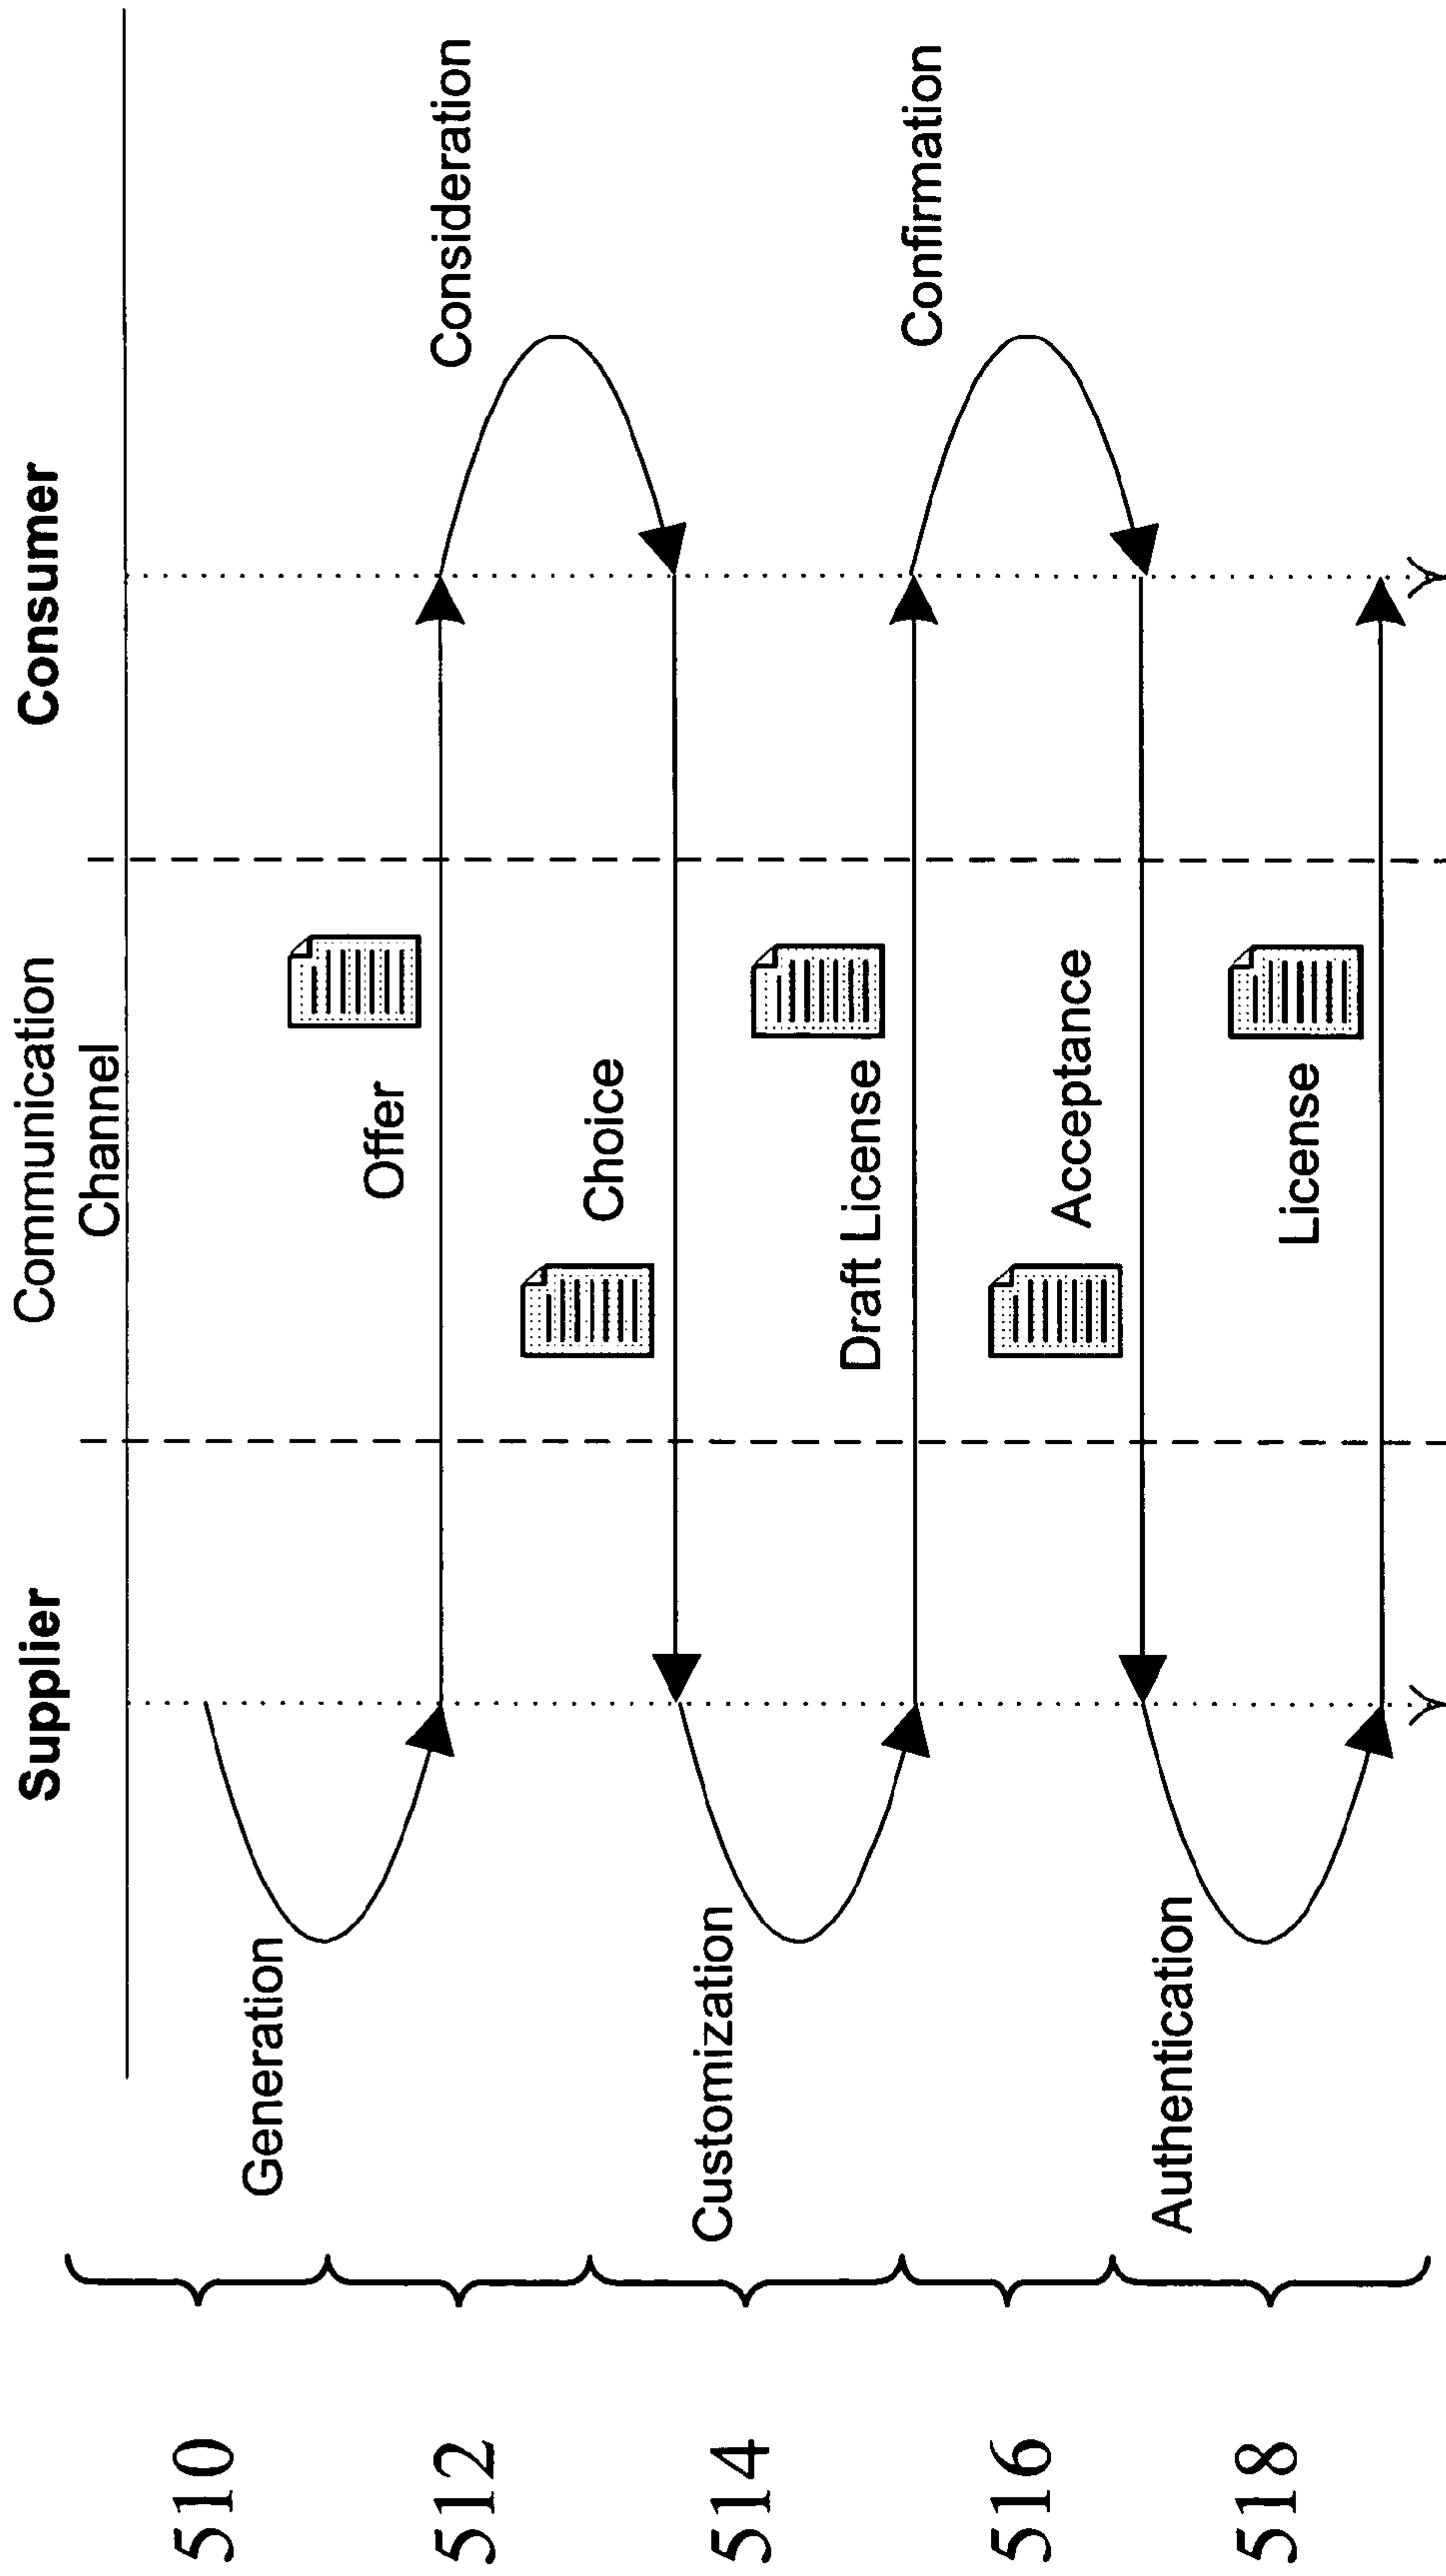 Supplier
Communication
Channel
Consumer
510
Generation
Offer
512
Consideration
Choice
514
Customization
Draft License
516
Confirmation
Acceptance
518
Authentication
License